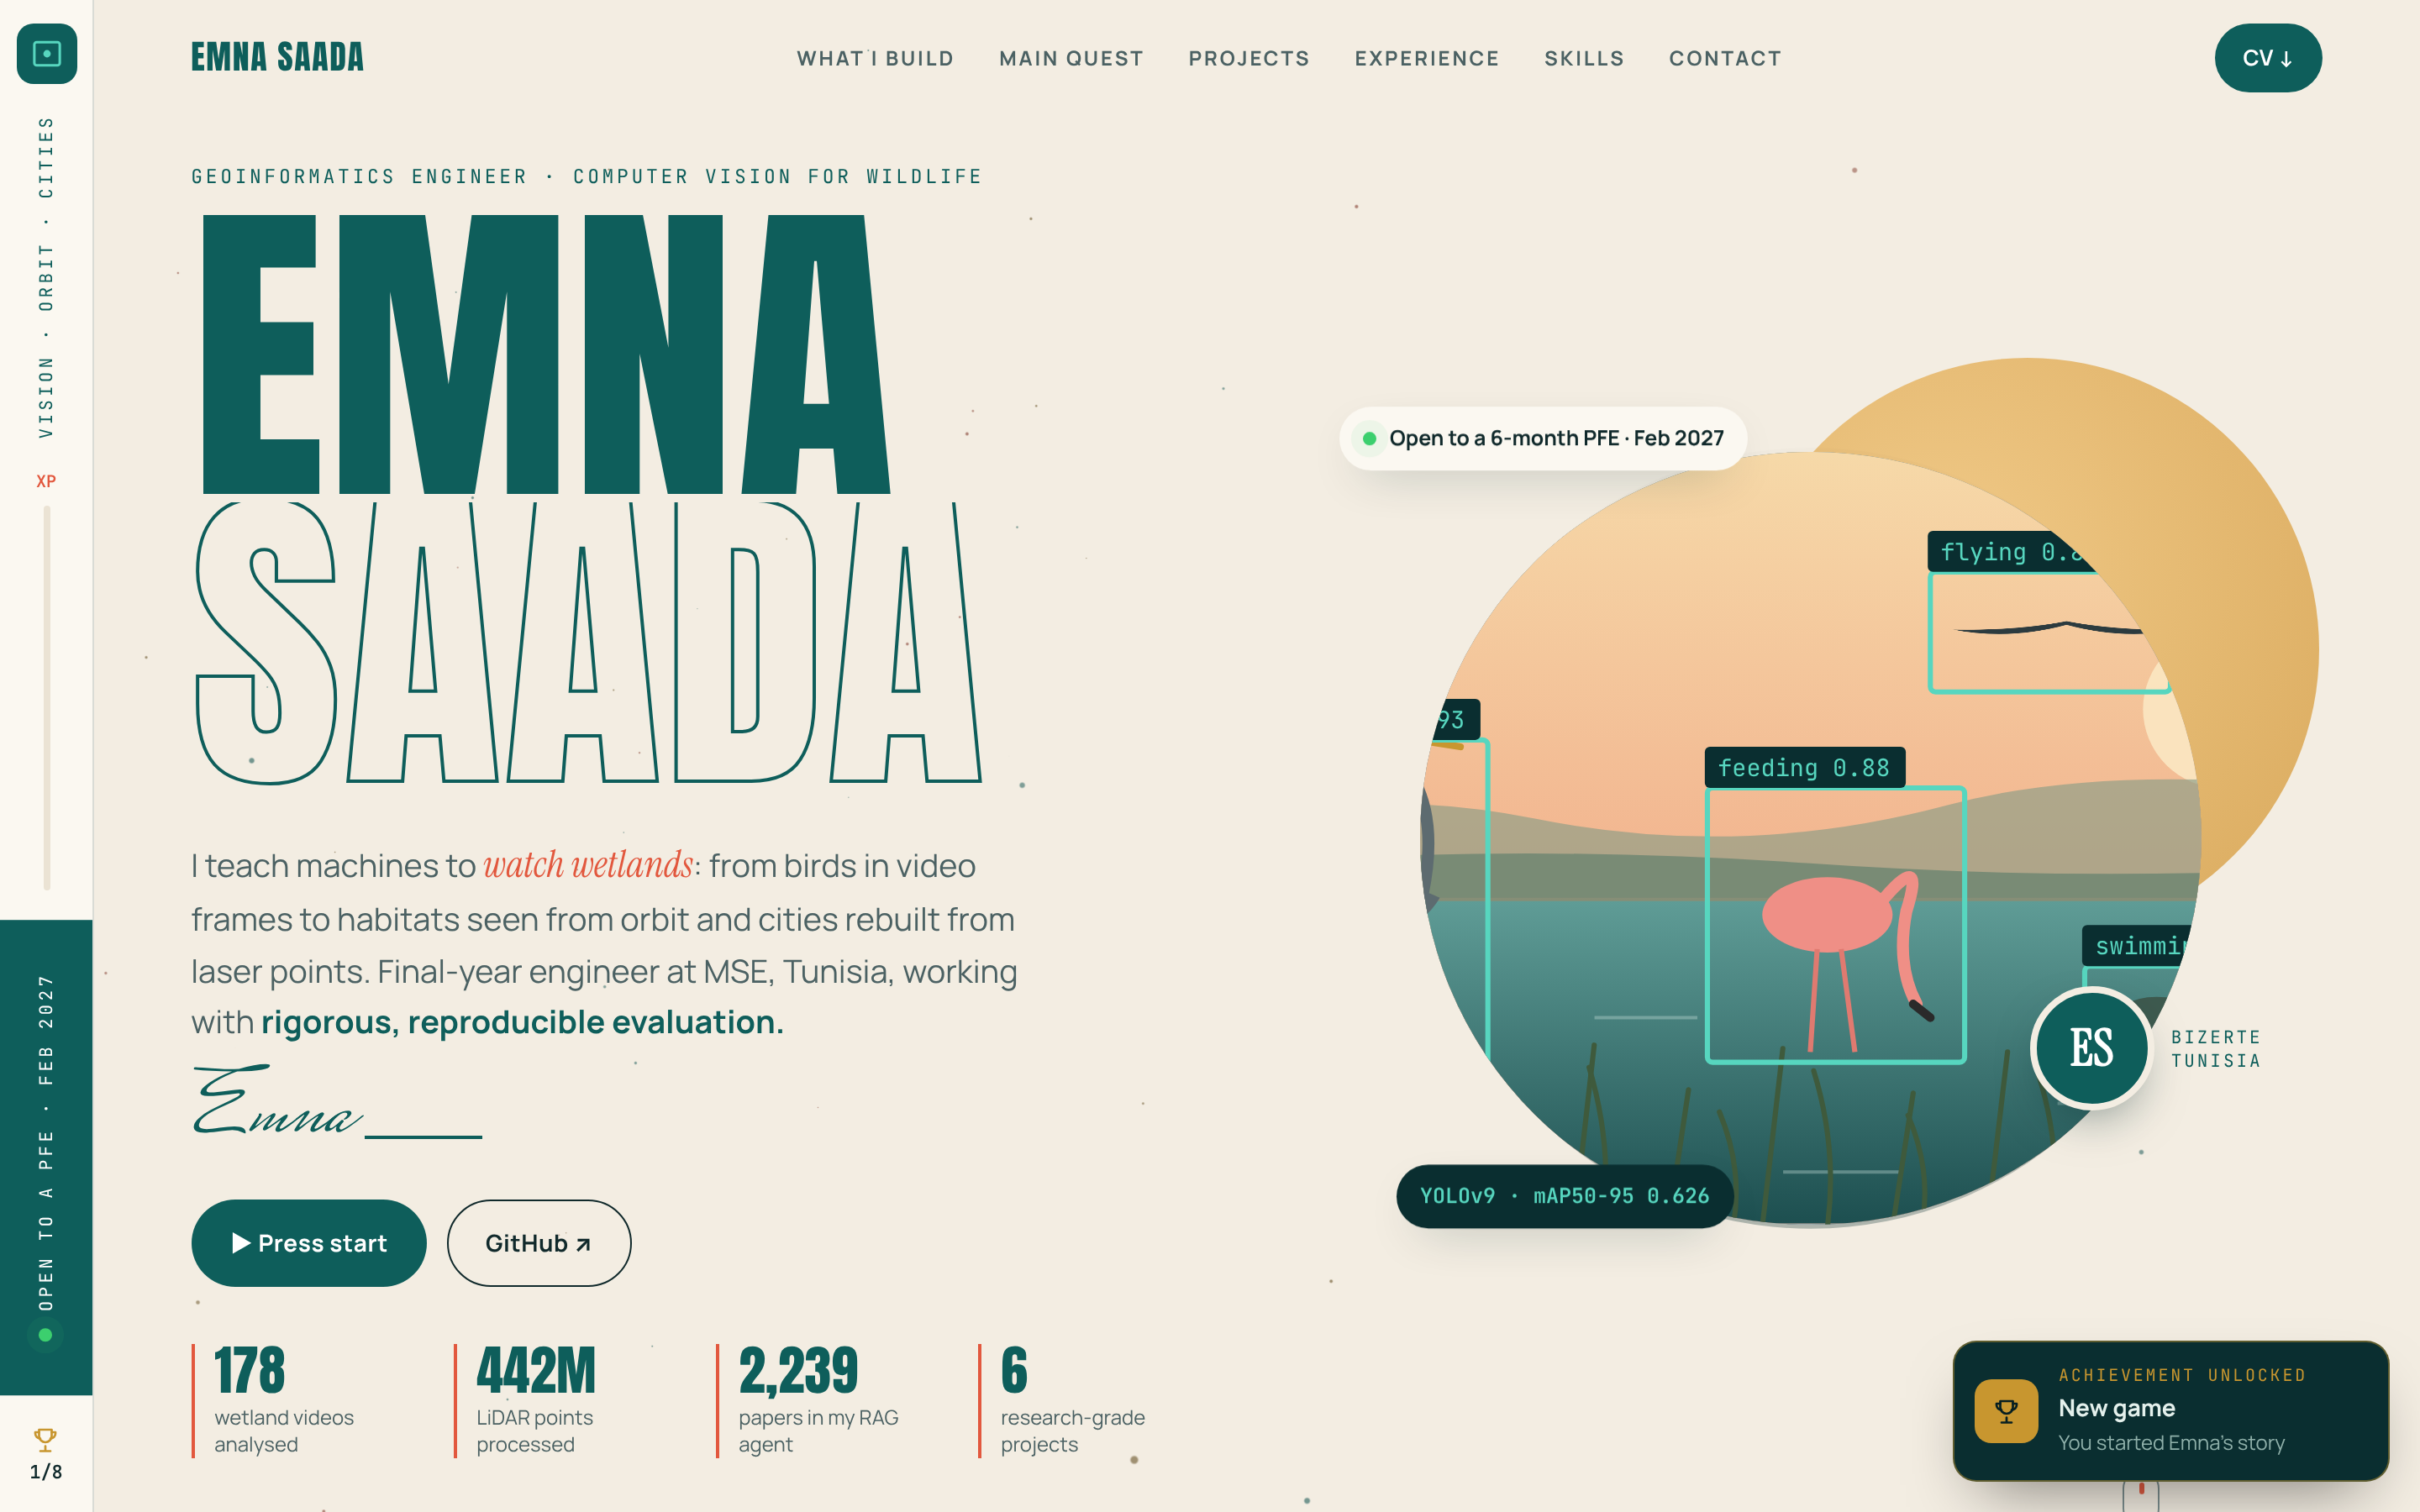 VISION · ORBIT · CITIES
XP
OPEN TO A PFE · FEB 2027
1/8
EMNA SAADA
WHAT I BUILD
MAIN QUEST
PROJECTS
EXPERIENCE
SKILLS
CONTACT
CV ↓
GEOINFORMATICS ENGINEER · COMPUTER VISION FOR WILDLIFE
EMNA
SAADA
I teach machines to watch wetlands: from birds in video
frames to habitats seen from orbit and cities rebuilt from
laser points. Final-year engineer at MSE, Tunisia, working
with rigorous, reproducible evaluation.
Emna
▶ Press start
GitHub ↗
178
wetland videos
analysed
442M
LiDAR points
processed
2,239
papers in my RAG
agent
6
research-grade
projects
Open to a 6-month PFE · Feb 2027
flying
93
feeding 0.88
ES
BIZERTE
TUNISIA
YOLOv9 · mAP50-95 0.626
ACHIEVEMENT UNLOCKED
New game
You started Emna's story